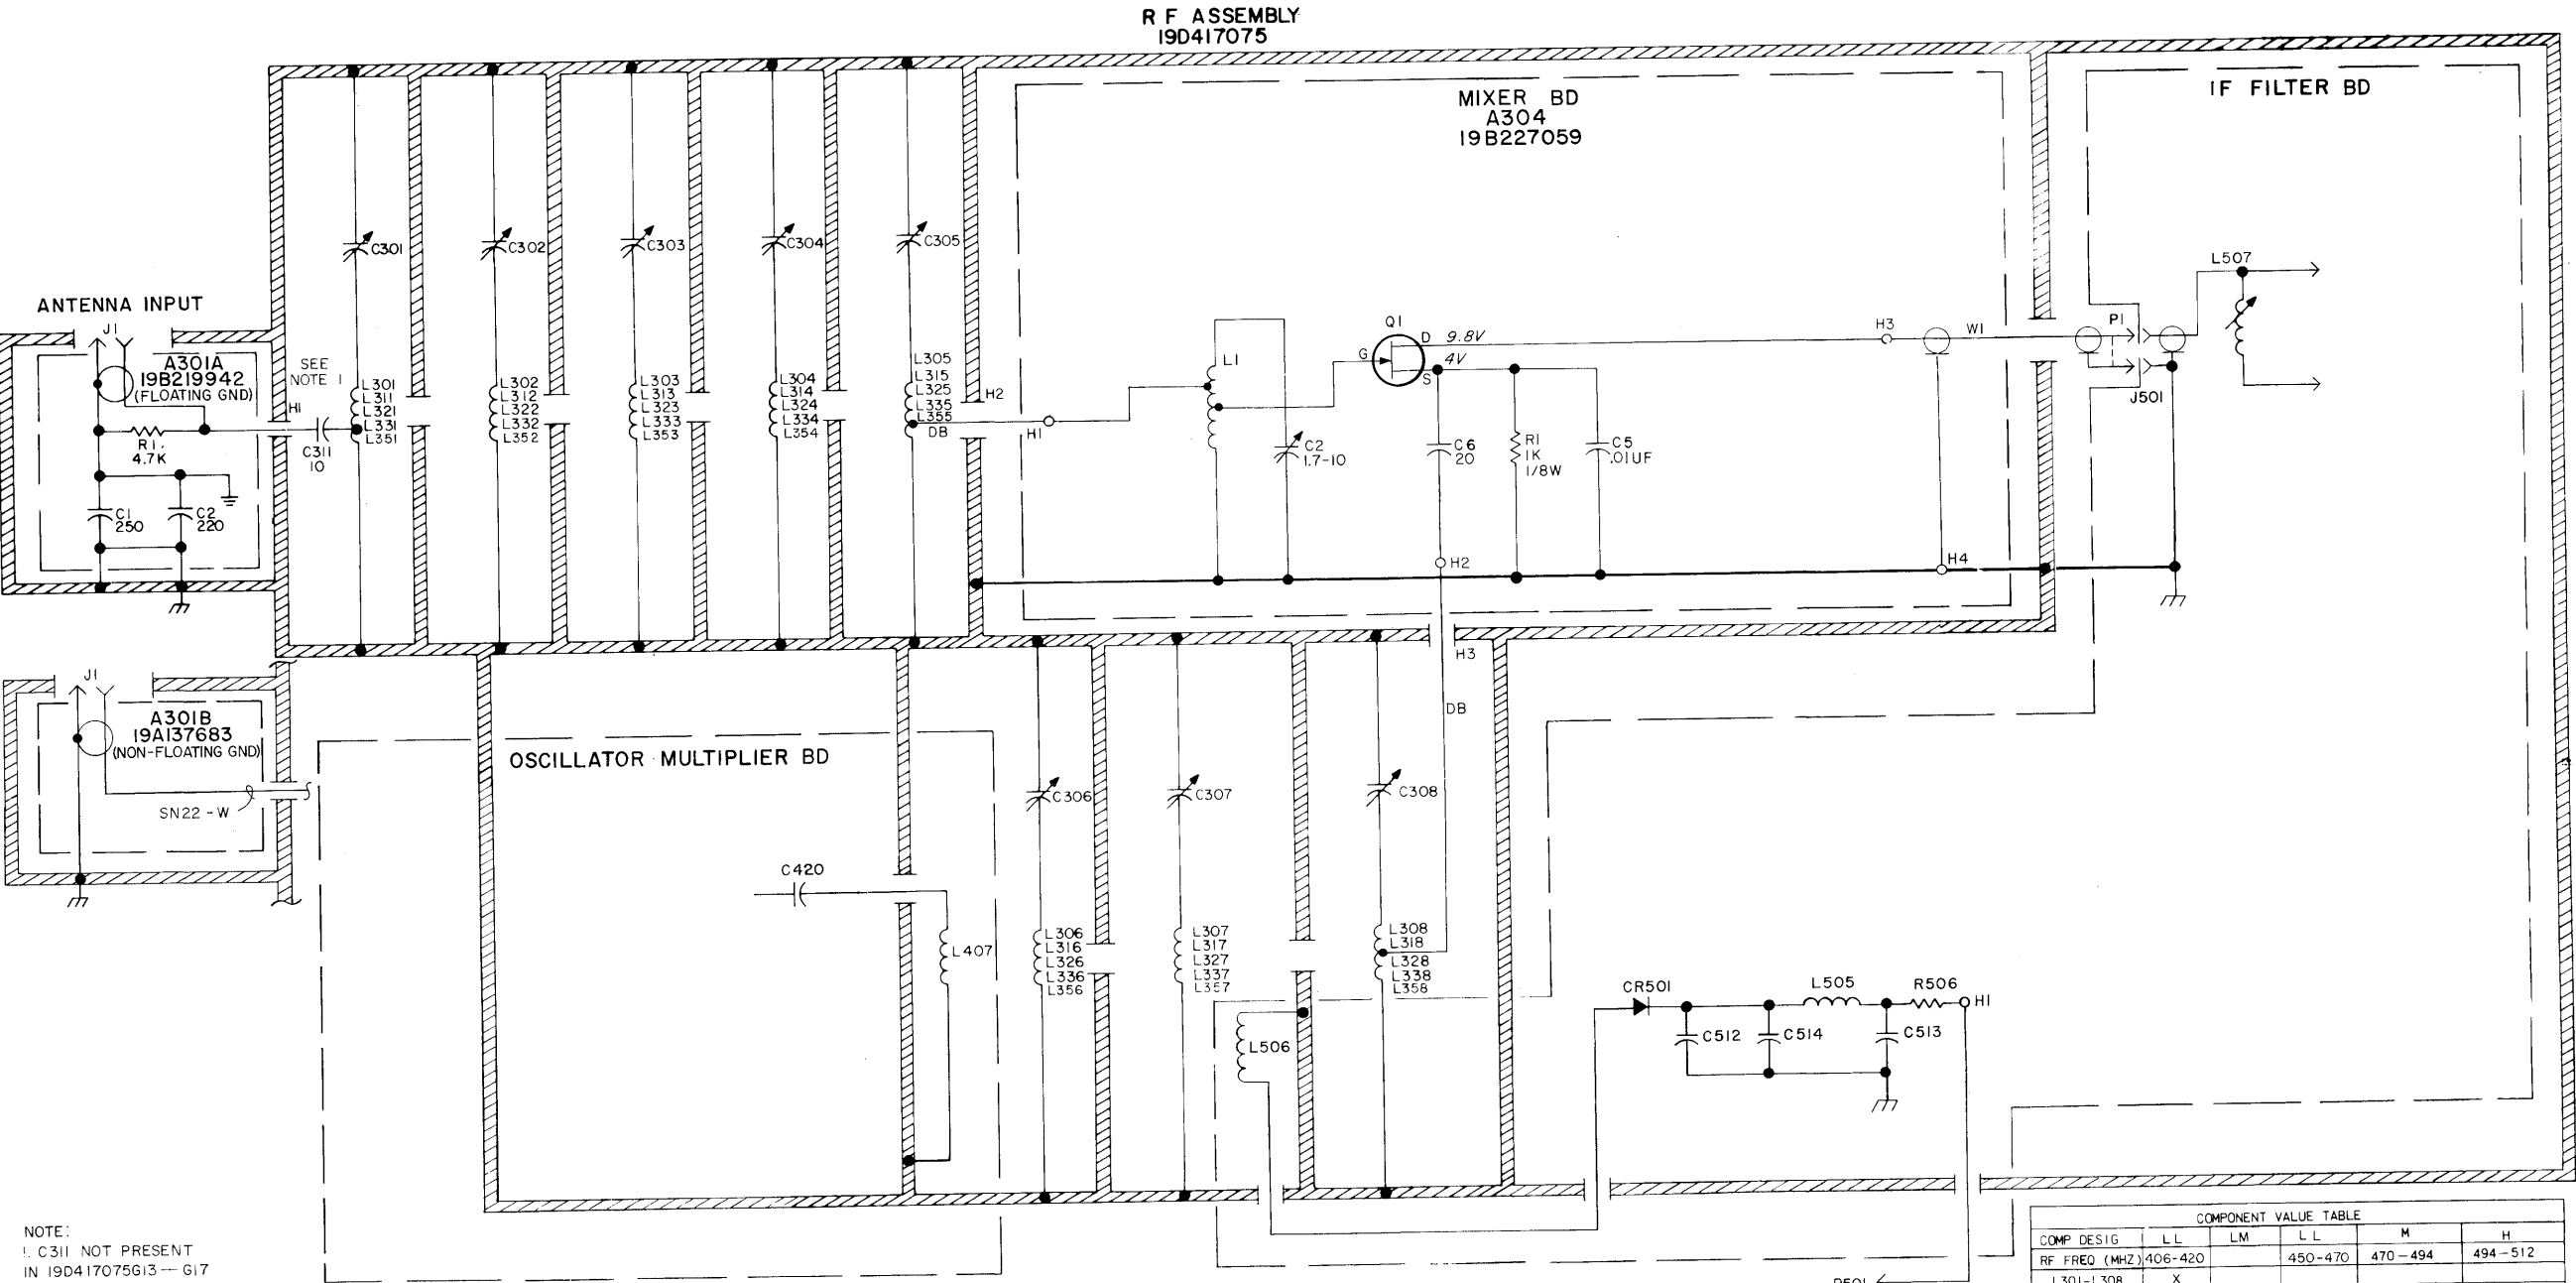 R F ASSEMBLY
19D417075
MIXER BD
A304
19B227059
IF FILTER BD
C301
C302
C303
C304
C305
ANTENNA INPUT
J1
A301A
19B219942
(FLOATING GND)
SEE
NOTE 1
H1
R1
4.7K
C1
250
C2
220
C311
10
L301
L311
L321
L331
L351
L302
L312
L322
L332
L352
L303
L313
L323
L333
L353
L304
L314
L324
L334
L354
L305
L315
L325
L335
L355
DB
H2
H1
L1
C2
1.7-10
Q1
G
D
S
9.8V
4V
C6
20
R1
1K
1/8W
C5
.01UF
H2
H3
W1
H4
P1
J501
L507
J1
A301B
19A137683
(NON-FLOATING GND)
SN22-W
OSCILLATOR MULTIPLIER BD
C420
L407
C306
C307
C308
H3
DB
L306
L316
L326
L336
L356
L307
L317
L327
L337
L357
L308
L318
L328
L338
L358
L506
CR501
C512
C514
L505
R506
C513
H1
NOTE:
1. C311 NOT PRESENT
IN 19D417075G13 — G17
COMPONENT VALUE TABLE
COMP DESIG LL LM LL M H
RF FREQ (MHZ) 406-420 450-470 470-494 494-512
L301-L308 X